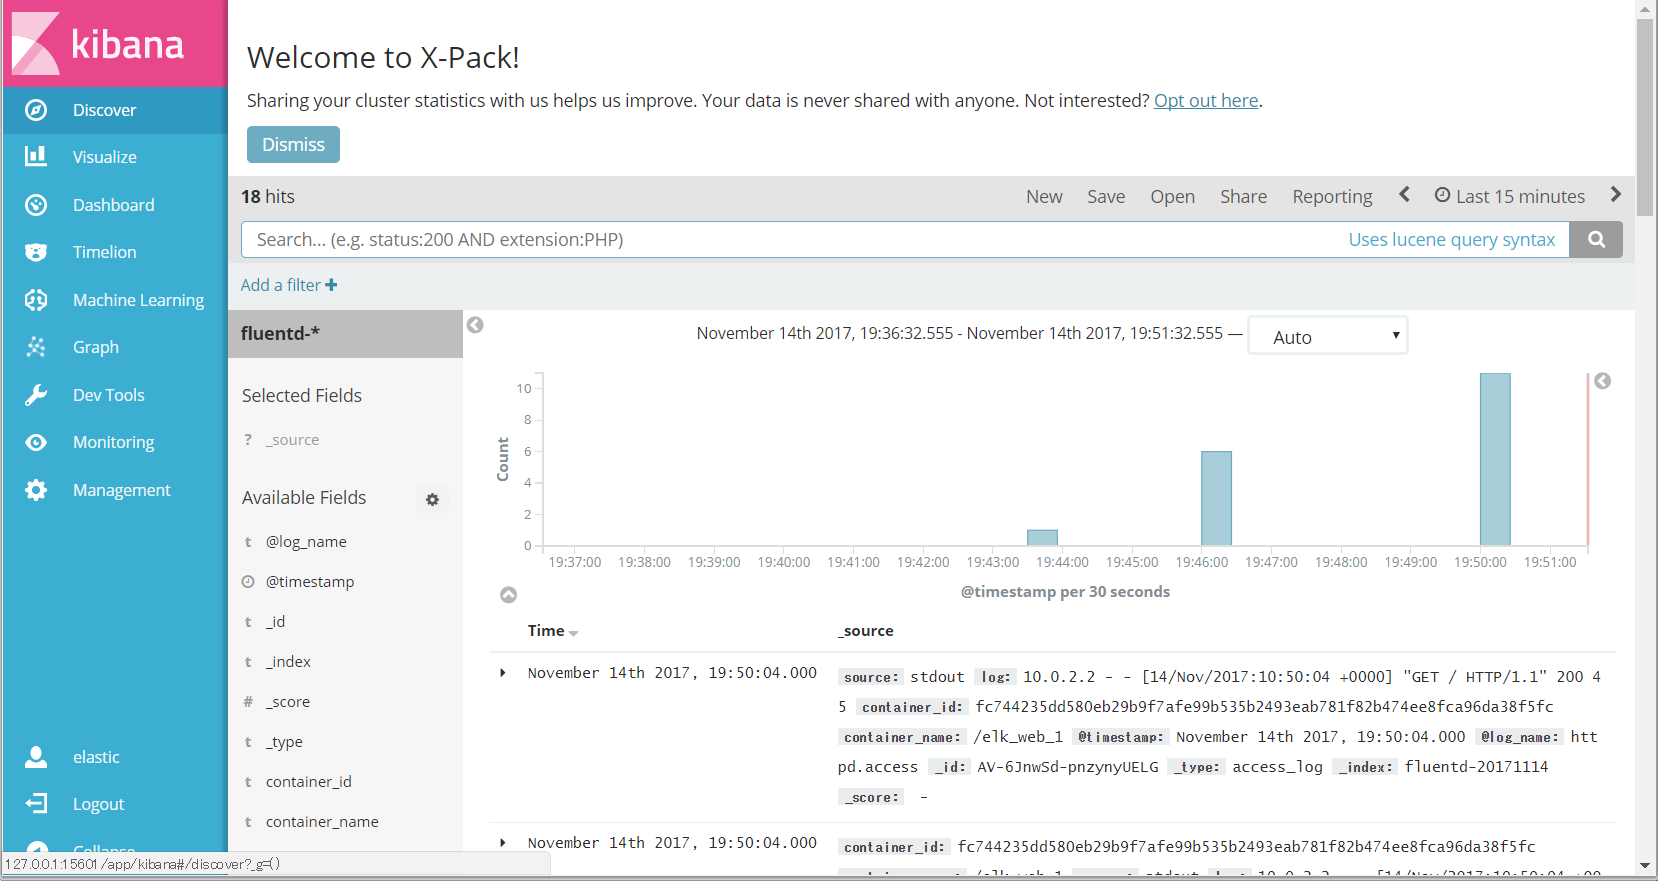 kibana
Discover
Visualize
Dashboard
Timelion
Machine Learning
Graph
Dev Tools
Monitoring
Management
elastic
Logout
Collapse
127.0.0.1:15601/app/kibana#/discover?_g=()
Welcome to X-Pack!
Sharing your cluster statistics with us helps us improve. Your data is never shared with anyone. Not interested? Opt out here.
Dismiss
18 hits
New Save Open Share Reporting Last 15 minutes
Search... (e.g. status:200 AND extension:PHP) Uses lucene query syntax
Add a filter +
fluentd-*
Selected Fields
? _source
Available Fields
t @log_name
@timestamp
t _id
t _index
# _score
t _type
t container_id
t container_name
November 14th 2017, 19:36:32.555 - November 14th 2017, 19:51:32.555 — Auto
Count
10
8
6
4
2
0
19:37:00 19:38:00 19:39:00 19:40:00 19:41:00 19:42:00 19:43:00 19:44:00 19:45:00 19:46:00 19:47:00 19:48:00 19:49:00 19:50:00 19:51:00
@timestamp per 30 seconds
Time _source
November 14th 2017, 19:50:04.000 source: stdout log: 10.0.2.2 - - [14/Nov/2017:10:50:04 +0000] "GET / HTTP/1.1" 200 4
5 container_id: fc744235dd580eb29b9f7afe99b535b2493eab781f82b474ee8fca96da38f5fc
container_name: /elk_web_1 @timestamp: November 14th 2017, 19:50:04.000 @log_name: htt
pd.access _id: AV-6JnwSd-pnzynyUELG _type: access_log _index: fluentd-20171114
_score: -
November 14th 2017, 19:50:04.000 container_id: fc744235dd580eb29b9f7afe99b535b2493eab781f82b474ee8fca96da38f5fc